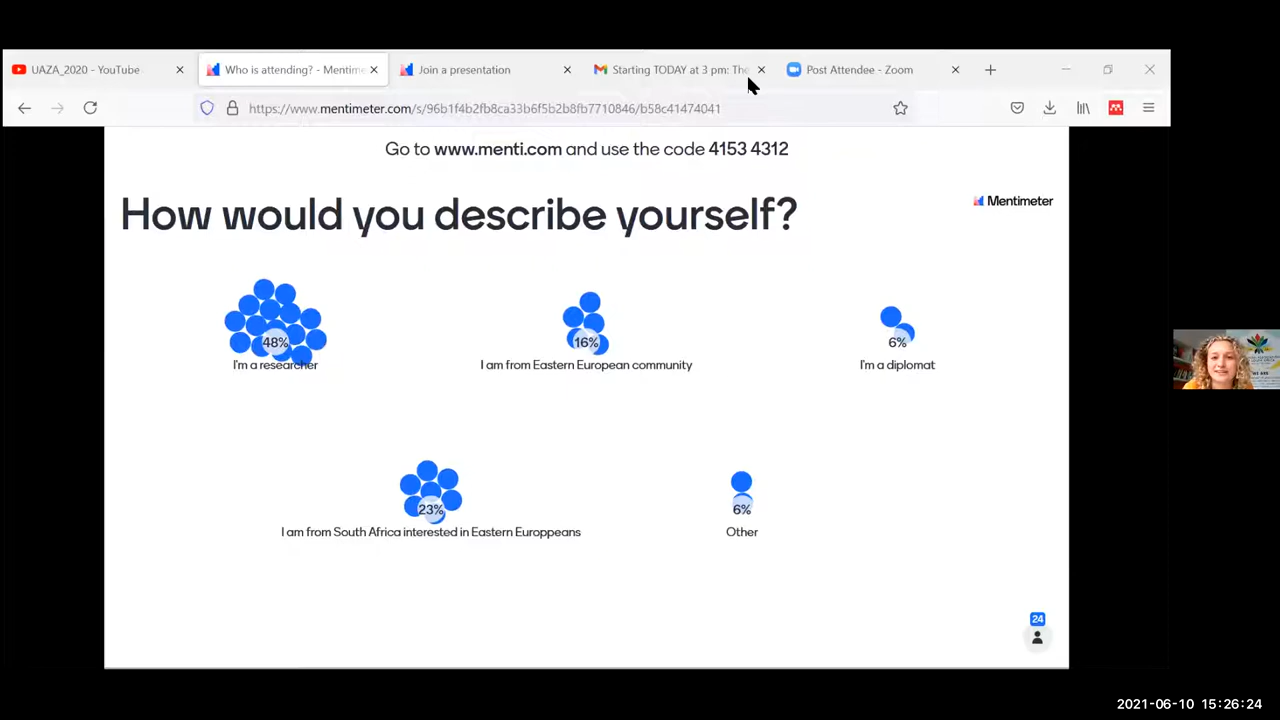 UAZA_2020 - YouTube
Who is attending? - Mentime
Join a presentation
Starting TODAY at 3 pm: The
Post Attendee - Zoom
https://www.mentimeter.com/s/96b1f4b2fb8ca33b6f5b2b8fb7710846/b58c41474041
Go to www.menti.com and use the code 4153 4312
How would you describe yourself?
Mentimeter
48%
16%
6%
I'm a researcher
I am from Eastern European community
I'm a diplomat
23%
6%
I am from South Africa interested in Eastern Europpeans
Other
24
2021-06-10 15:26:24